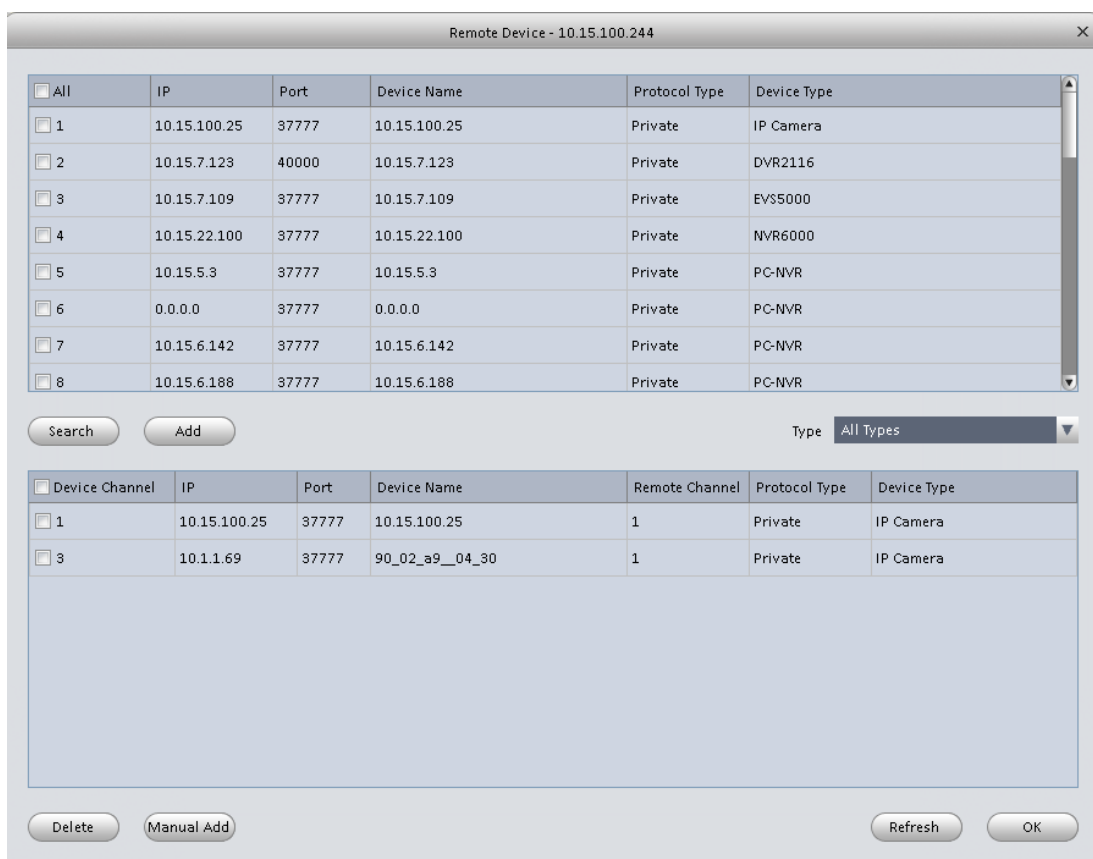 Remote Device - 10.15.100.244
All IP Port Device Name Protocol Type Device Type
1 10.15.100.25 37777 10.15.100.25 Private IP Camera
2 10.15.7.123 40000 10.15.7.123 Private DVR2116
3 10.15.7.109 37777 10.15.7.109 Private EVS5000
4 10.15.22.100 37777 10.15.22.100 Private NVR6000
5 10.15.5.3 37777 10.15.5.3 Private PC-NVR
6 0.0.0.0 37777 0.0.0.0 Private PC-NVR
7 10.15.6.142 37777 10.15.6.142 Private PC-NVR
8 10.15.6.188 37777 10.15.6.188 Private PC-NVR
Search Add Type All Types
Device Channel IP Port Device Name Remote Channel Protocol Type Device Type
1 10.15.100.25 37777 10.15.100.25 1 Private IP Camera
3 10.1.1.69 37777 90_02_a9__04_30 1 Private IP Camera
Delete Manual Add Refresh OK